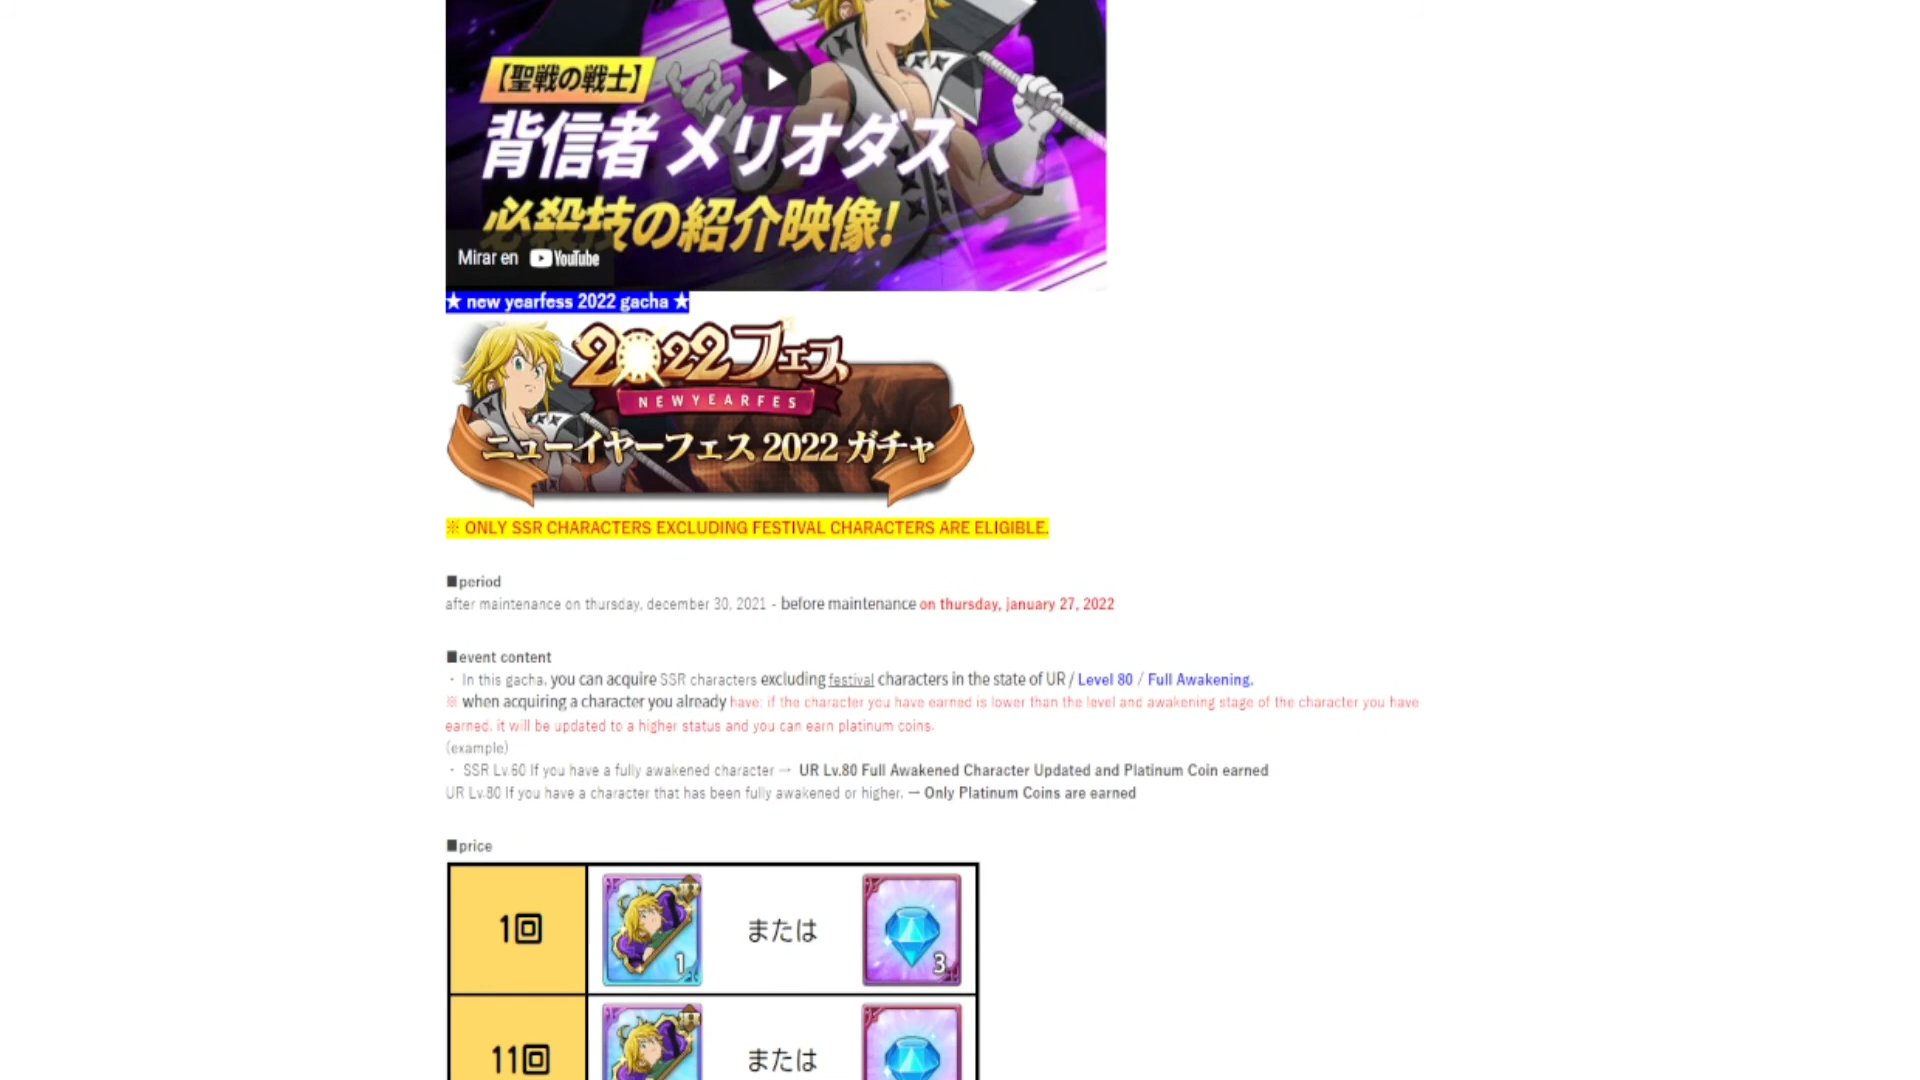 【聖戦の戦士】
背信者 メリオダス
必殺技の紹介映像!
Mirar en YouTube
★ new yearfess 2022 gacha ★
2022フェス
NEWYEARFES
ニューイヤーフェス 2022 ガチャ
※ ONLY SSR CHARACTERS EXCLUDING FESTIVAL CHARACTERS ARE ELIGIBLE.
■period
after maintenance on thursday, december 30, 2021 - before maintenance on thursday, january 27, 2022
■event content
・ In this gacha, you can acquire SSR characters excluding festival characters in the state of UR / Level 80 / Full Awakening.
※ when acquiring a character you already have: if the character you have earned is lower than the level and awakening stage of the character you have
earned, it will be updated to a higher status and you can earn platinum coins.
(example)
・ SSR Lv.60 If you have a fully awakened character → UR Lv.80 Full Awakened Character Updated and Platinum Coin earned
UR Lv.80 If you have a character that has been fully awakened or higher, → Only Platinum Coins are earned
■price
1回 1 または 3
11回 または